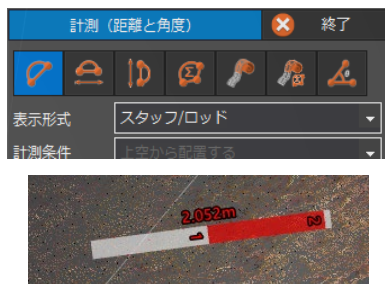 計測（距離と角度）
終了
表示形式
スタッフ/ロッド
計測条件
上空から配置する
2.052m
1
2